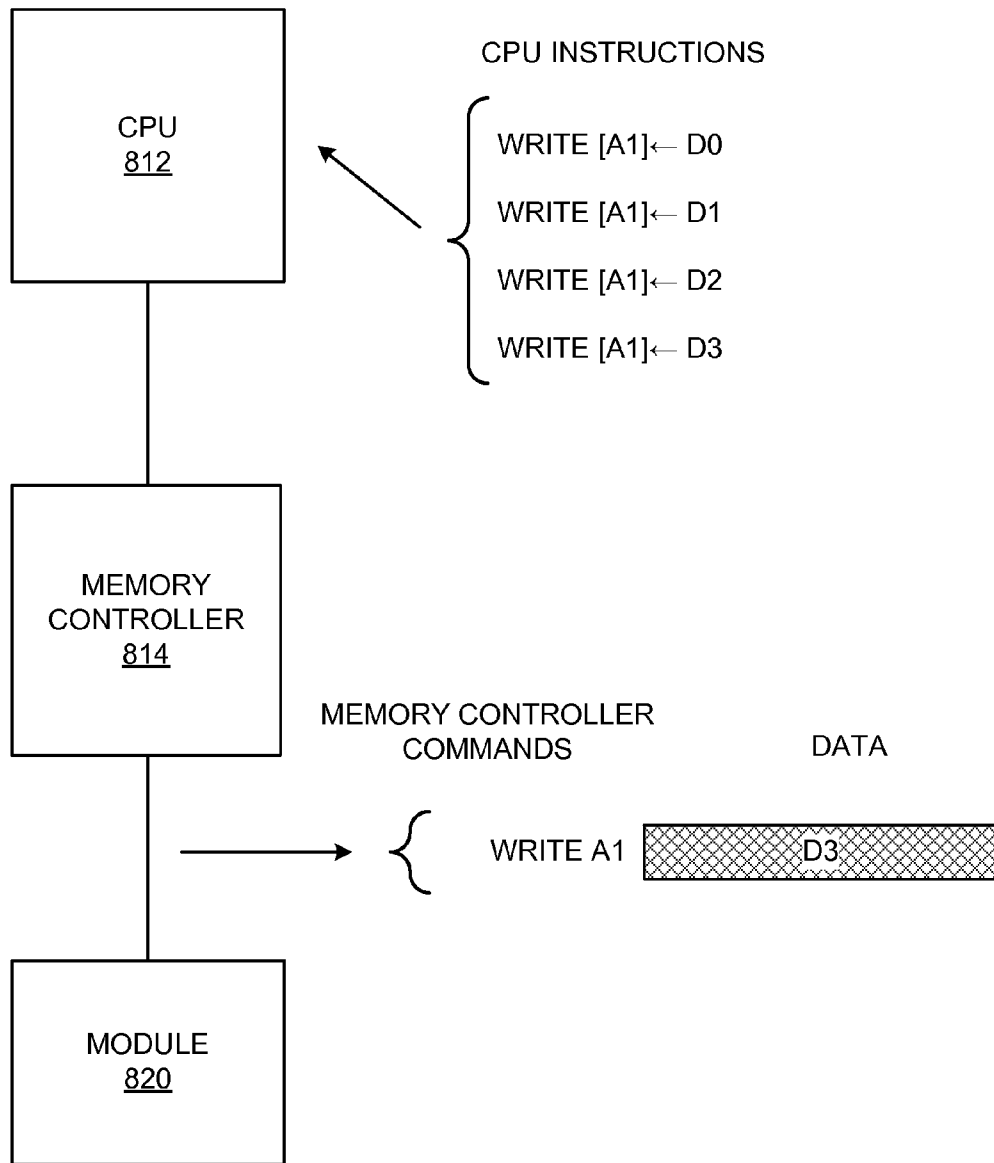 CPU INSTRUCTIONS
CPU
812
WRITE [A1]← D0
WRITE [A1]← D1
WRITE [A1]← D2
WRITE [A1]← D3
MEMORY
CONTROLLER
814
MEMORY CONTROLLER
COMMANDS
DATA
WRITE A1
D3
MODULE
820